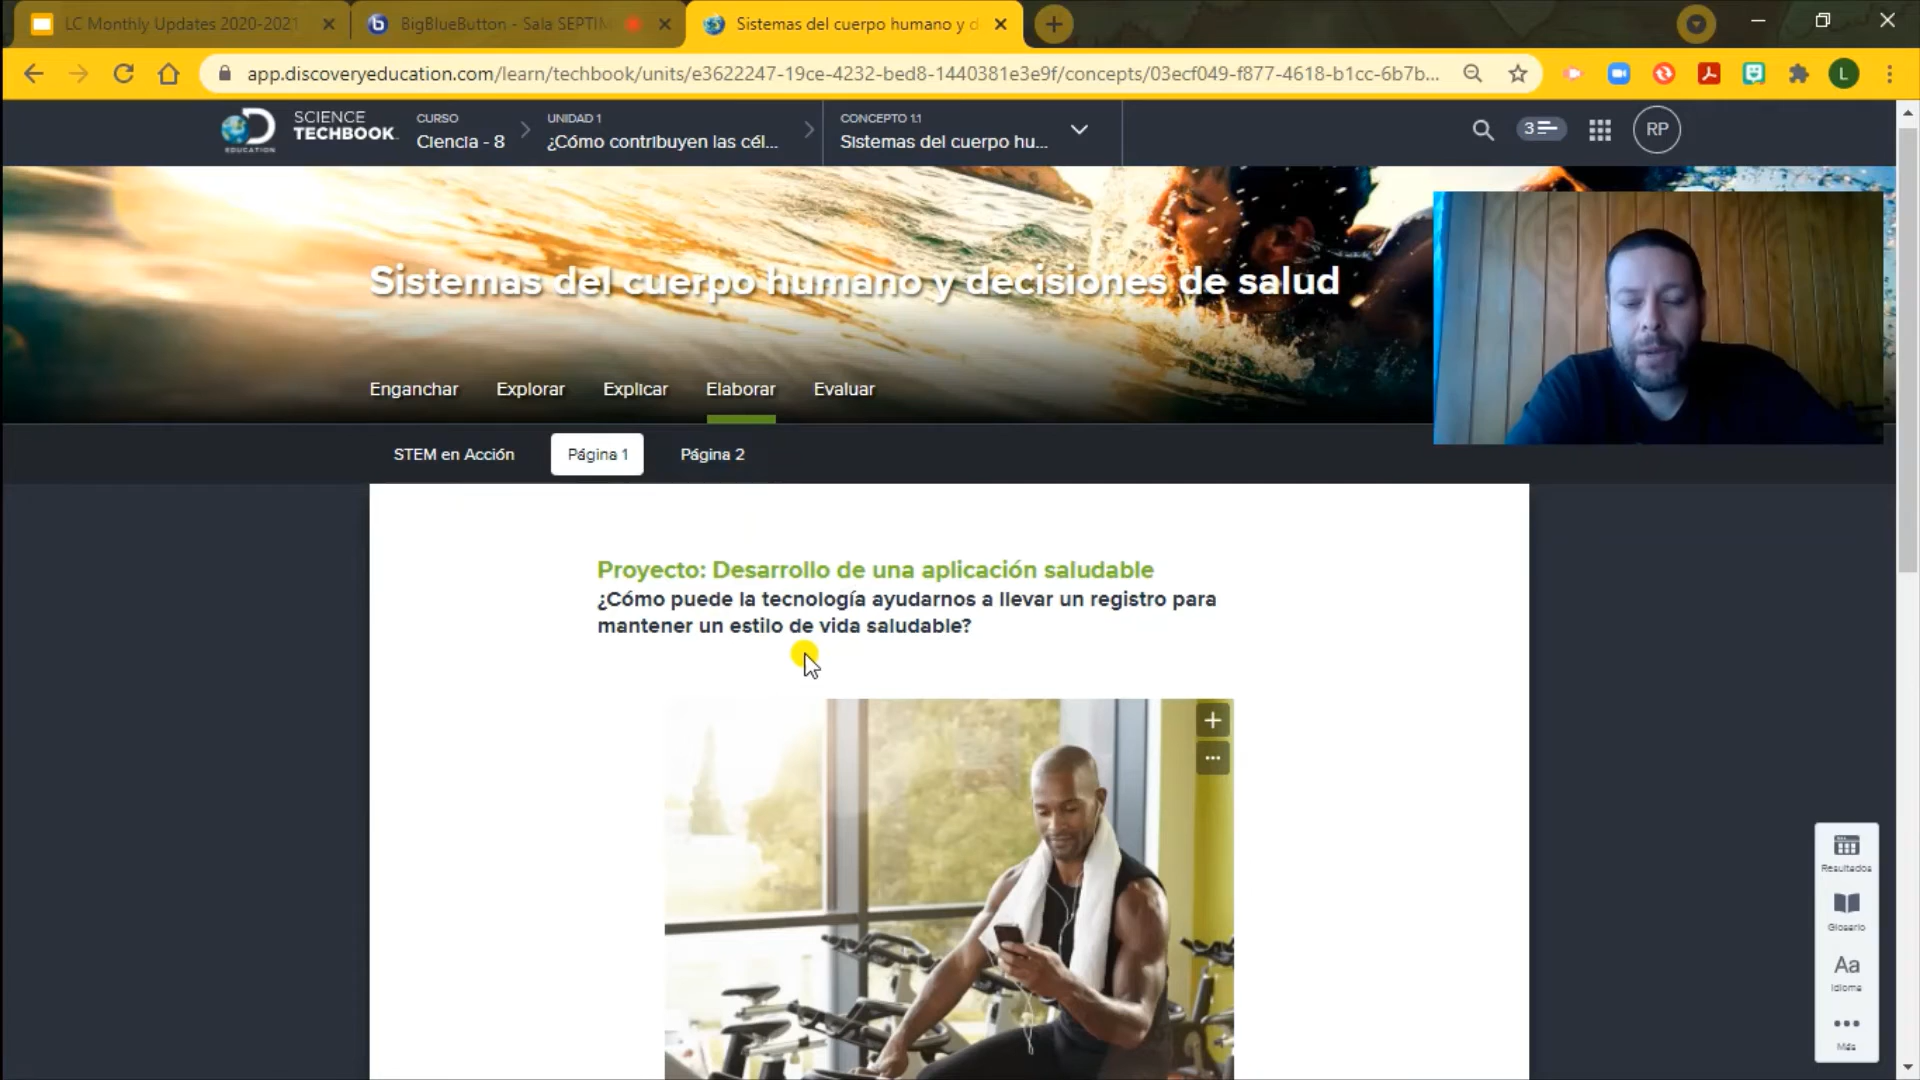 LC Monthly Updates 2020-2021
BigBlueButton - Sala SEPTIM
Sistemas del cuerpo humano y d
app.discoveryeducation.com/learn/techbook/units/e3622247-19ce-4232-bed8-1440381e3e9f/concepts/03ecf049-f877-4618-b1cc-6b7b...
L
EDUCATION
SCIENCE
TECHBOOK
CURSO
Ciencia - 8
UNIDAD 1
¿Cómo contribuyen las cél...
CONCEPTO 1.1
Sistemas del cuerpo hu...
3
RP
Sistemas del cuerpo humano y decisiones de salud
Enganchar
Explorar
Explicar
Elaborar
Evaluar
STEM en Acción
Página 1
Página 2
Proyecto: Desarrollo de una aplicación saludable
¿Cómo puede la tecnología ayudarnos a llevar un registro para
mantener un estilo de vida saludable?
Resultados
Glosario
Aa
Idioma
Más